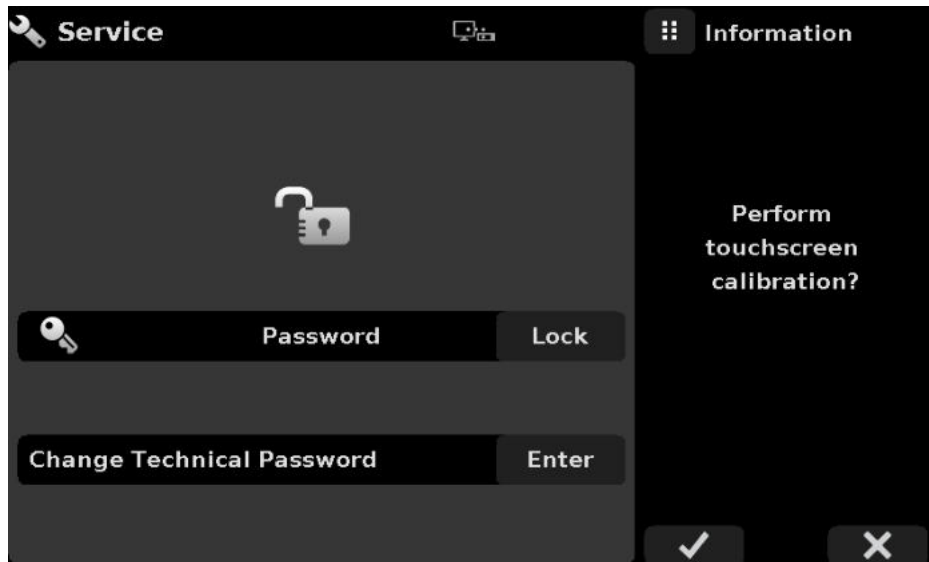 Service
Information
Perform
touchscreen
calibration?
Password
Lock
Change Technical Password
Enter